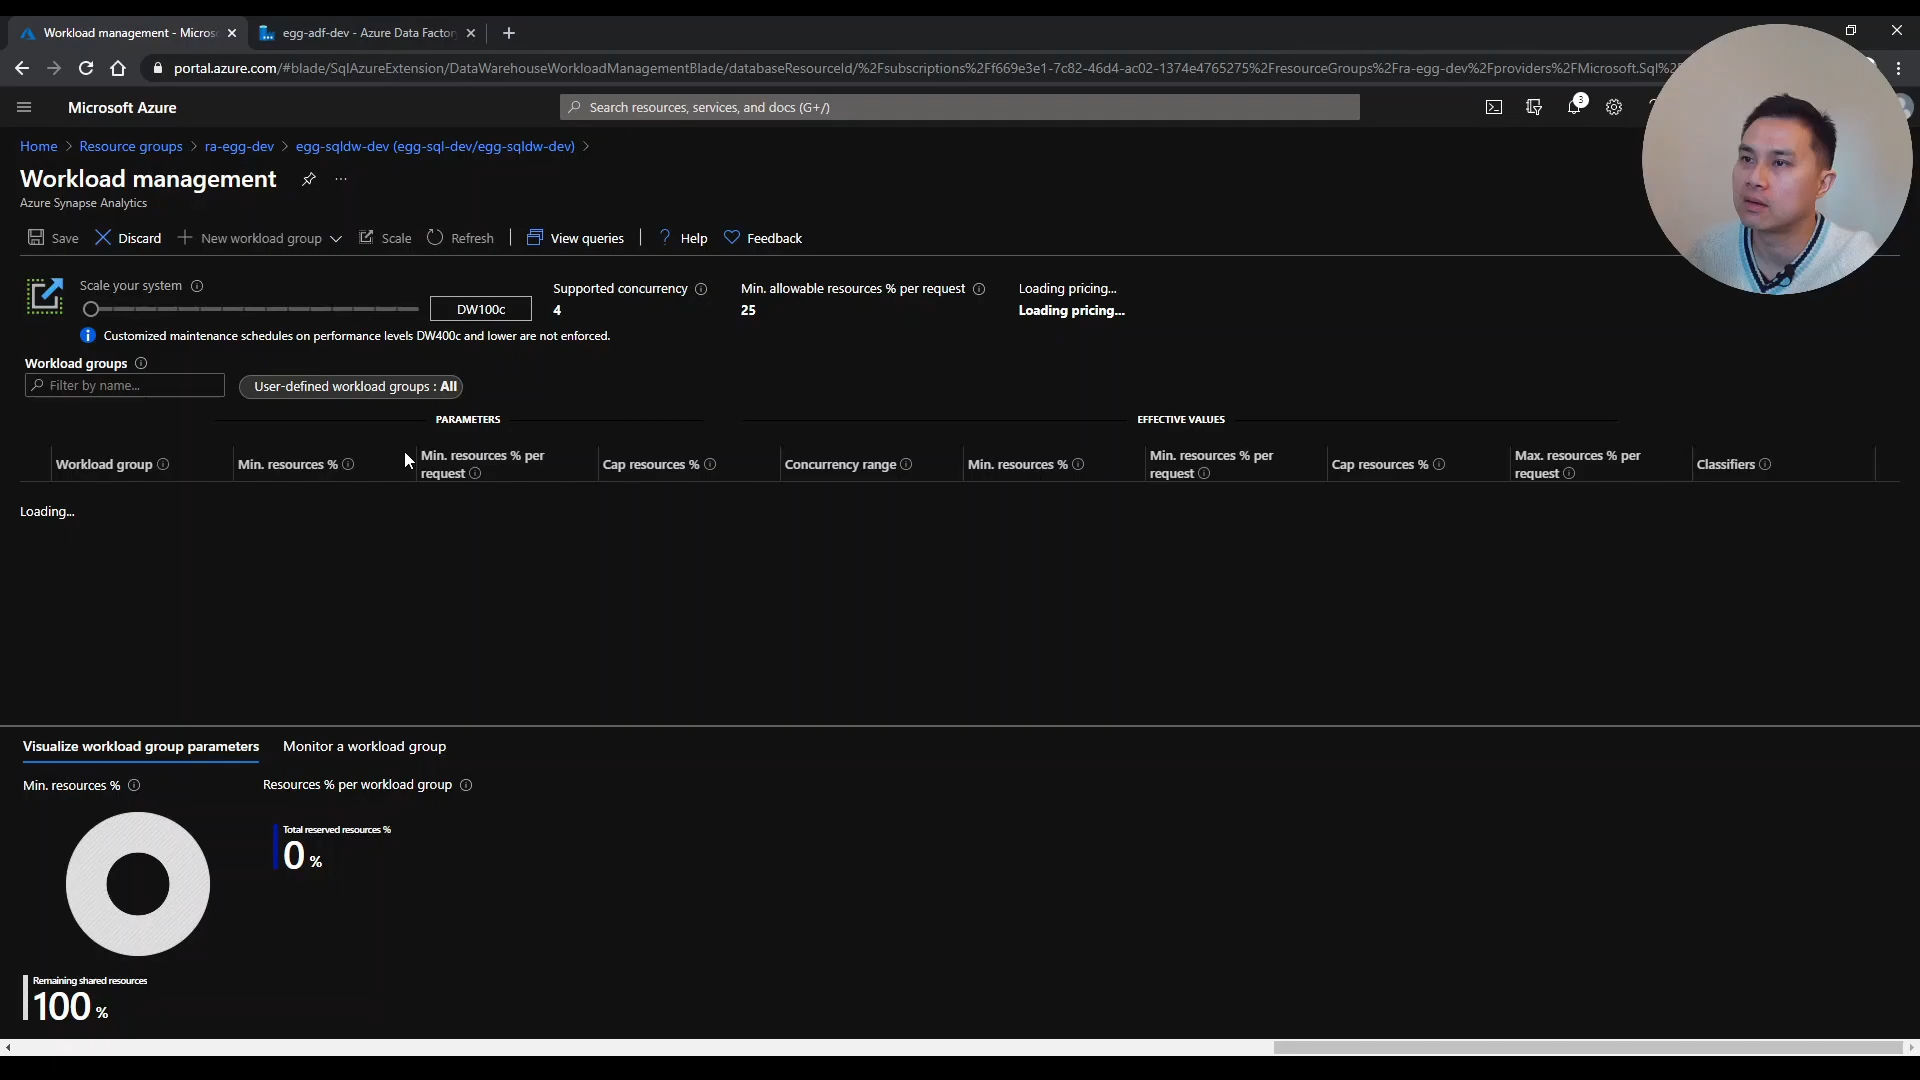 Workload management - Micros
egg-adf-dev - Azure Data Factor
portal.azure.com/#blade/SqlAzureExtension/DataWarehouseWorkloadManagementBlade/databaseResourceId/%2Fsubscriptions%2Ff669e3e1-7c82-46d4-ac02-1374e4765275%2FresourceGroups%2Fra-egg-dev%2Fproviders%2FMicrosoft.Sql%2
Microsoft Azure
Search resources, services, and docs (G+/)
3
Home > Resource groups > ra-egg-dev > egg-sqldw-dev (egg-sql-dev/egg-sqldw-dev) >
Workload management
Azure Synapse Analytics
Save Discard New workload group Scale Refresh View queries Help Feedback
Scale your system
DW100c
Supported concurrency
4
Min. allowable resources % per request
25
Loading pricing...
Loading pricing...
Customized maintenance schedules on performance levels DW400c and lower are not enforced.
Workload groups
Filter by name...
User-defined workload groups : All
PARAMETERS
EFFECTIVE VALUES
Workload group
Min. resources %
Min. resources % per
request
Cap resources %
Concurrency range
Min. resources %
Min. resources % per
request
Cap resources %
Max. resources % per
request
Classifiers
Loading...
Visualize workload group parameters
Monitor a workload group
Min. resources %
Resources % per workload group
Total reserved resources %
0 %
Remaining shared resources
100 %